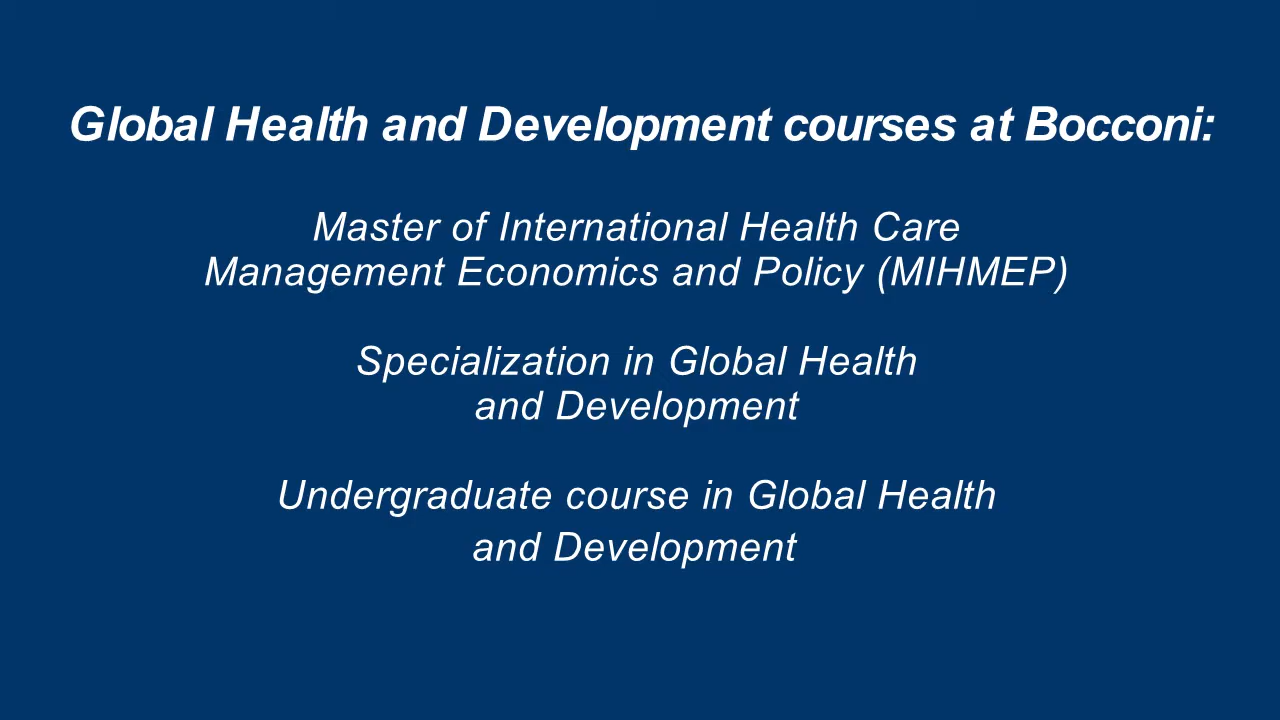 Global Health and Development courses at Bocconi:
Master of International Health Care
Management Economics and Policy (MIHMEP)
Specialization in Global Health
and Development
Undergraduate course in Global Health
and Development